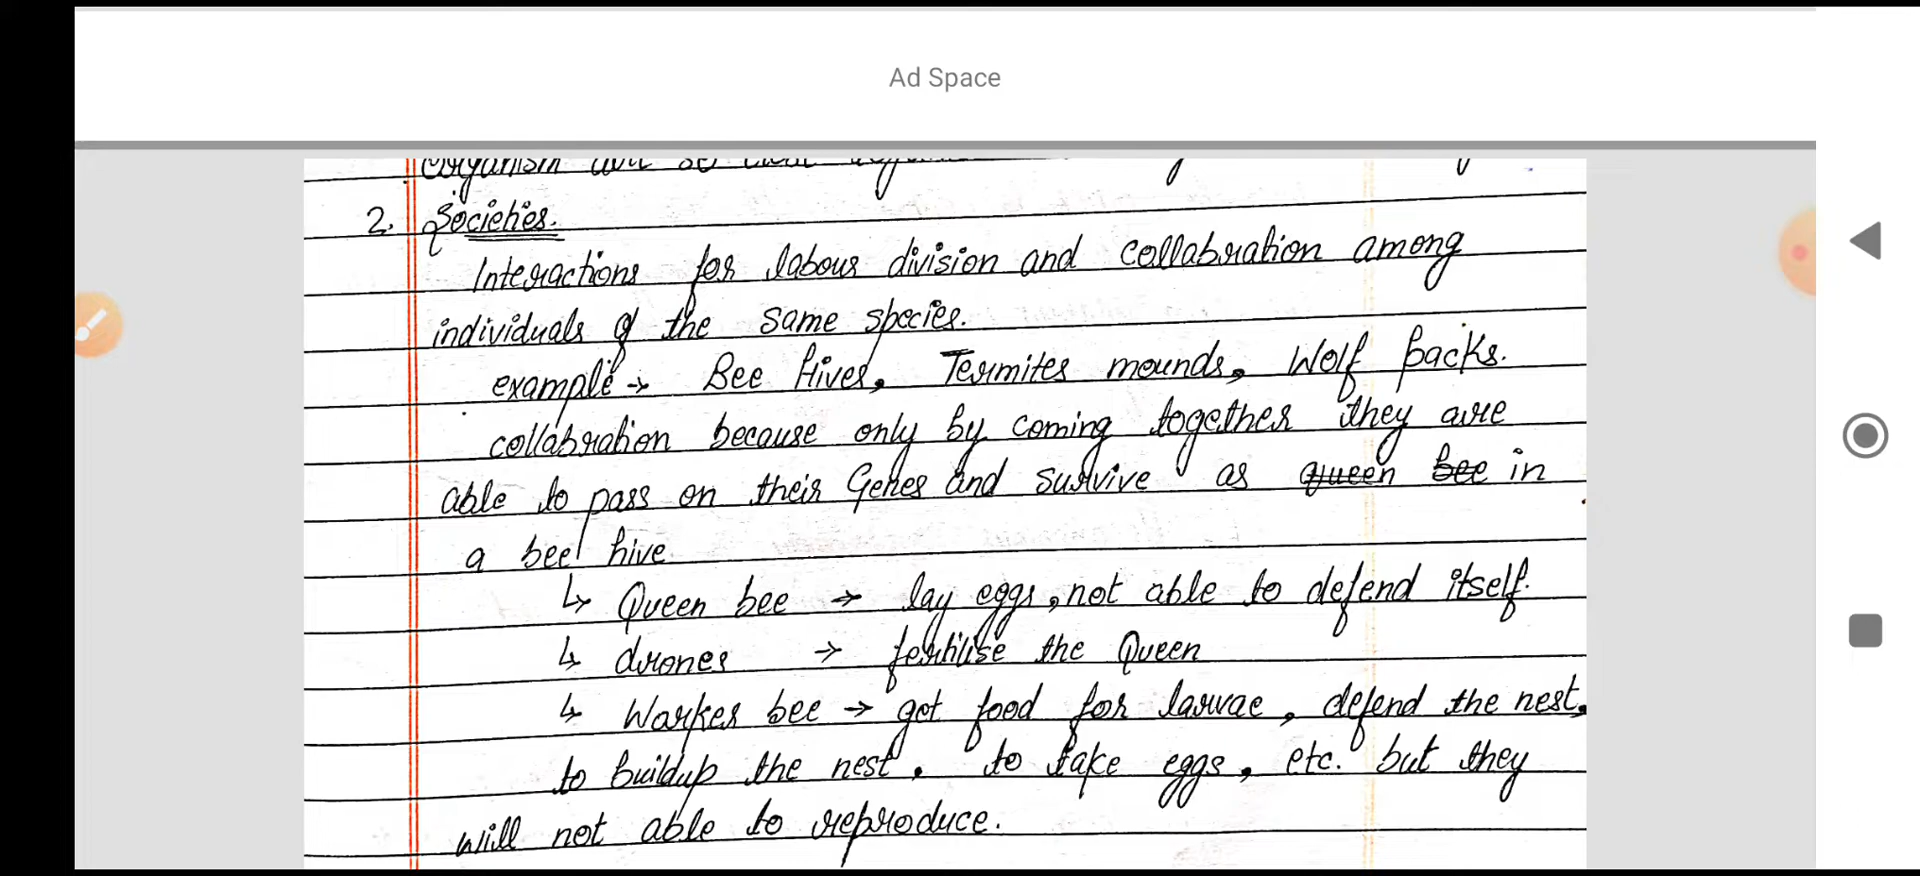 Ad Space
organism
2. Societies.
Interactions for labour division and collabration among
individuals of the same species.
example → Bee Hives, Termites mounds, Wolf packs.
collabration because only by coming together they are
able to pass on their Genes and survive as queen bee in
a bee hive
↳ Queen bee → lay eggs, not able to defend itself.
↳ drones → fertilise the Queen
↳ Warker bee → get food for larvae, defend the nest,
to buildup the nest, to take eggs, etc. but they
will not able to reproduce.